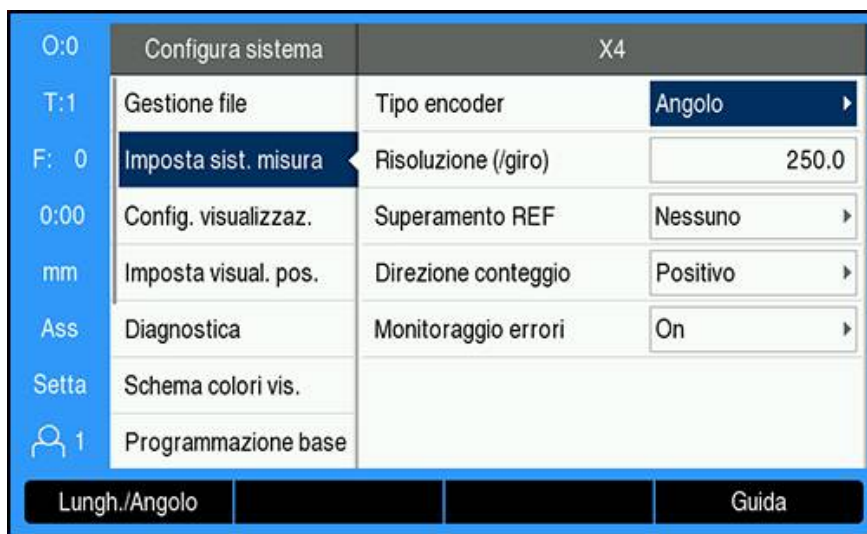 O:0 Configura sistema X4
T:1 Gestione file Tipo encoder Angolo
F: 0 Imposta sist. misura Risoluzione (/giro) 250.0
0:00 Config. visualizzaz. Superamento REF Nessuno
mm Imposta visual. pos. Direzione conteggio Positivo
Ass Diagnostica Monitoraggio errori On
Setta Schema colori vis.
1 Programmazione base
Lungh./Angolo Guida